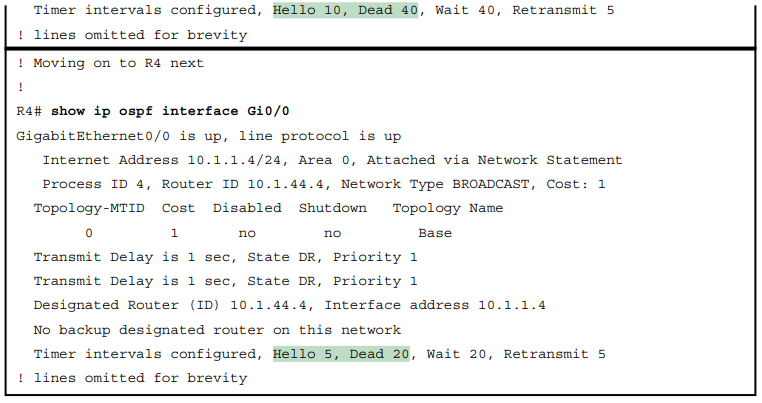 Timer intervals configured, Hello 10, Dead 40, Wait 40, Retransmit 5
! lines omitted for brevity
! Moving on to R4 next
!
R4# show ip ospf interface Gi0/0
GigabitEthernet0/0 is up, line protocol is up
Internet Address 10.1.1.4/24, Area 0, Attached via Network Statement
Process ID 4, Router ID 10.1.44.4, Network Type BROADCAST, Cost: 1
Topology-MTID Cost Disabled Shutdown Topology Name
0 1 no no Base
Transmit Delay is 1 sec, State DR, Priority 1
Transmit Delay is 1 sec, State DR, Priority 1
Designated Router (ID) 10.1.44.4, Interface address 10.1.1.4
No backup designated router on this network
Timer intervals configured, Hello 5, Dead 20, Wait 20, Retransmit 5
! lines omitted for brevity